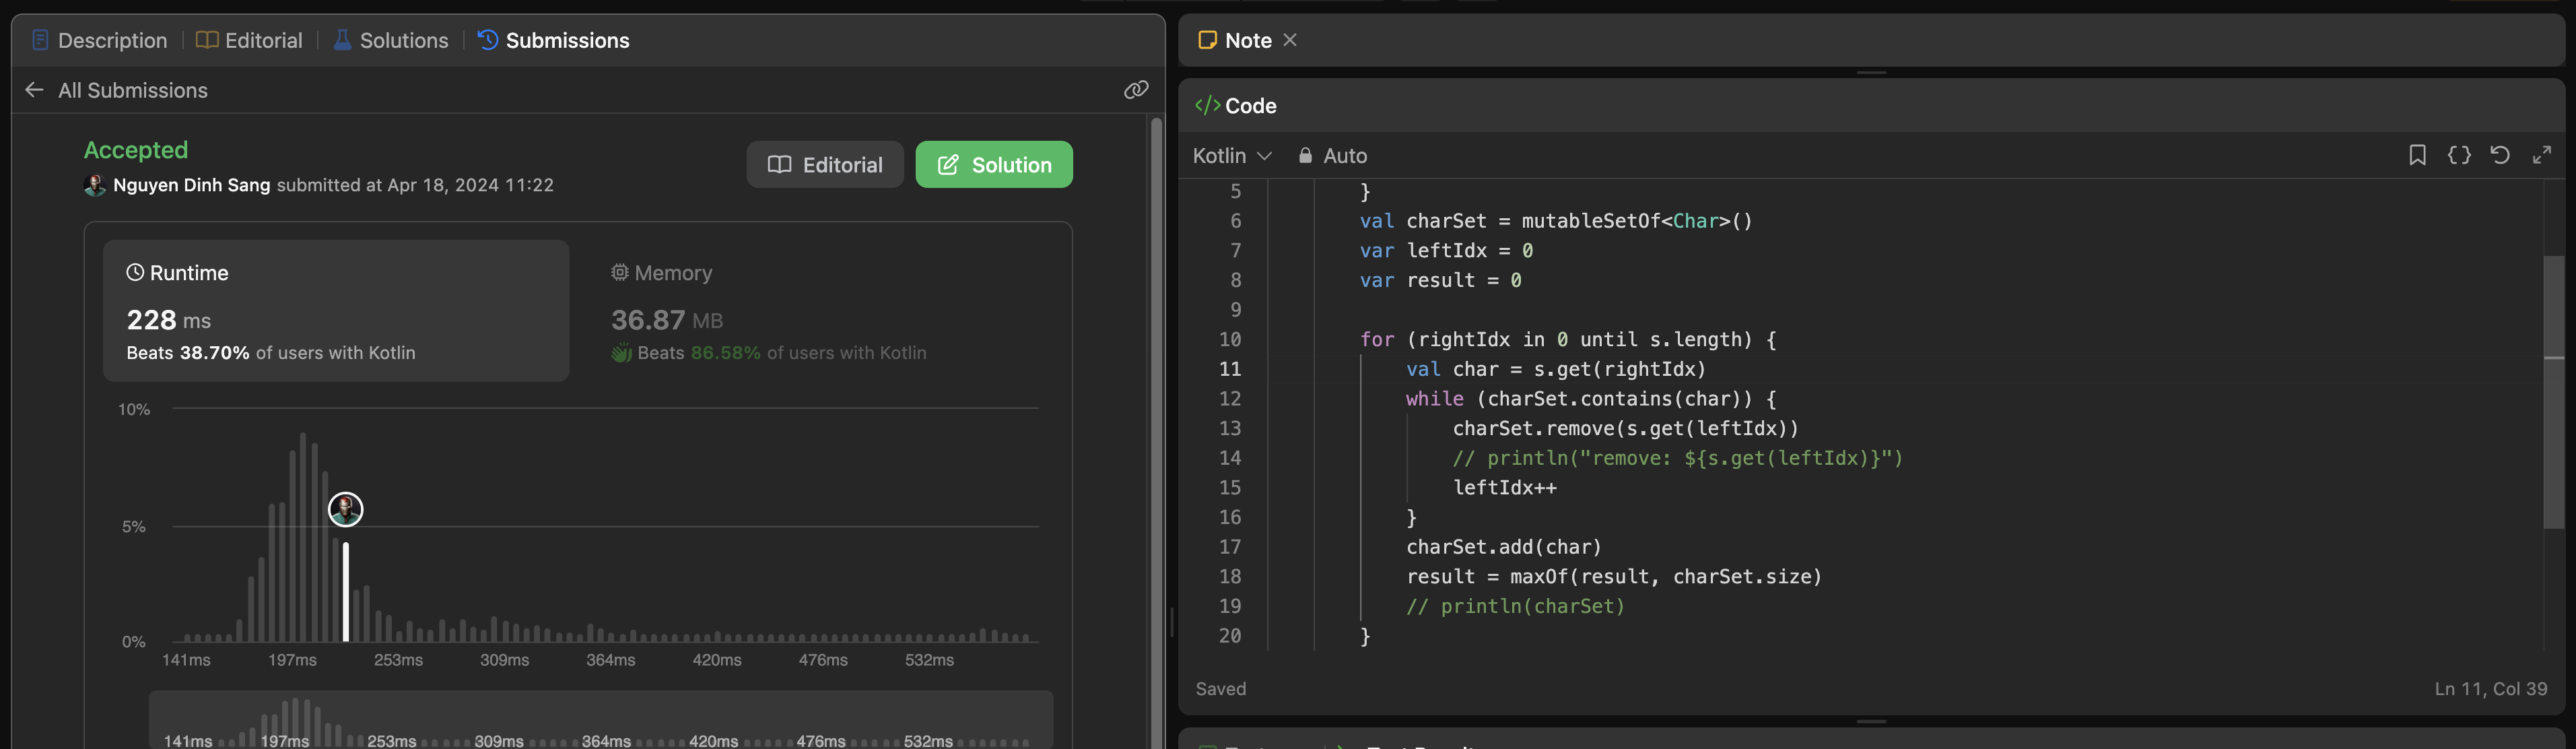 Description
Editorial
Solutions
Submissions
All Submissions
Accepted
Nguyen Dinh Sang submitted at Apr 18, 2024 11:22
Editorial
Solution
Runtime
228 ms
Beats 38.70% of users with Kotlin
Memory
36.87 MB
Beats 86.58% of users with Kotlin
10%
5%
0%
141ms 197ms 253ms 309ms 364ms 420ms 476ms 532ms
141ms 197ms 253ms 309ms 364ms 420ms 476ms 532ms
Note
</> Code
Kotlin
Auto
5 }
6 val charSet = mutableSetOf<Char>()
7 var leftIdx = 0
8 var result = 0
9
10 for (rightIdx in 0 until s.length) {
11 val char = s.get(rightIdx)
12 while (charSet.contains(char)) {
13 charSet.remove(s.get(leftIdx))
14 // println("remove: ${s.get(leftIdx)}")
15 leftIdx++
16 }
17 charSet.add(char)
18 result = maxOf(result, charSet.size)
19 // println(charSet)
20 }
Saved
Ln 11, Col 39